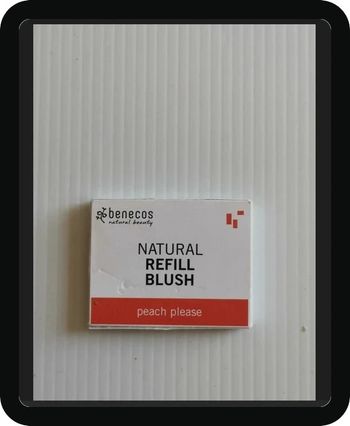 benecos
natural beauty
NATURAL
REFILL
BLUSH
peach please